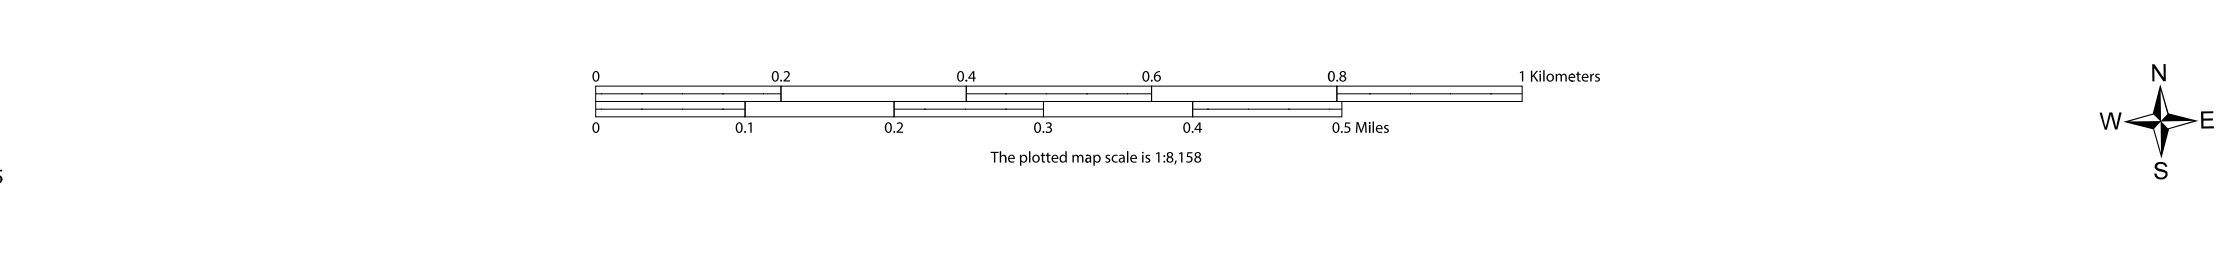 0 0.2 0.4 0.6 0.8 1 Kilometers
0 0.1 0.2 0.3 0.4 0.5 Miles
The plotted map scale is 1:8,158
N
W E
S